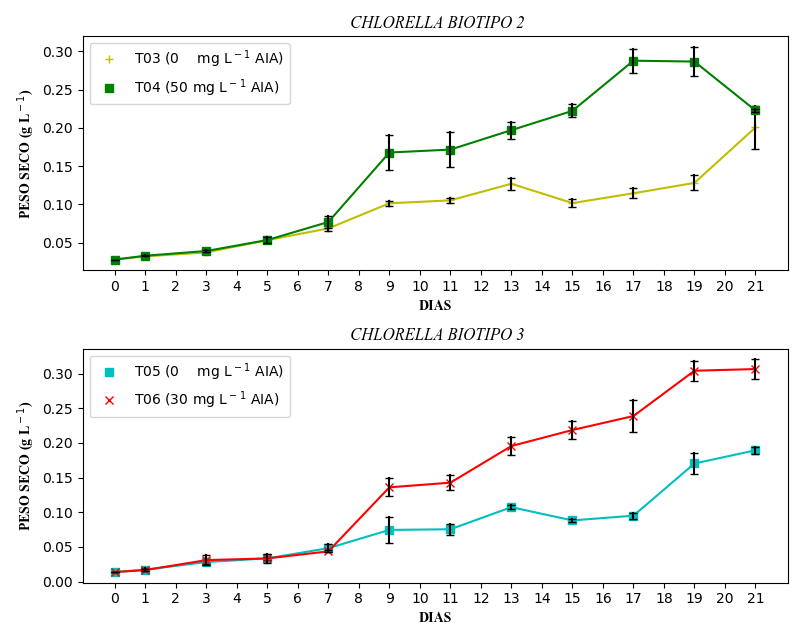 CHLORELLA BIOTIPO 2
T03 (0 mg L⁻¹ AIA)
T04 (50 mg L⁻¹ AIA)
PESO SECO (g L⁻¹)
0.30
0.25
0.20
0.15
0.10
0.05
0 1 2 3 4 5 6 7 8 9 10 11 12 13 14 15 16 17 18 19 20 21
DIAS
CHLORELLA BIOTIPO 3
T05 (0 mg L⁻¹ AIA)
T06 (30 mg L⁻¹ AIA)
PESO SECO (g L⁻¹)
0.30
0.25
0.20
0.15
0.10
0.05
0.00
0 1 2 3 4 5 6 7 8 9 10 11 12 13 14 15 16 17 18 19 20 21
DIAS